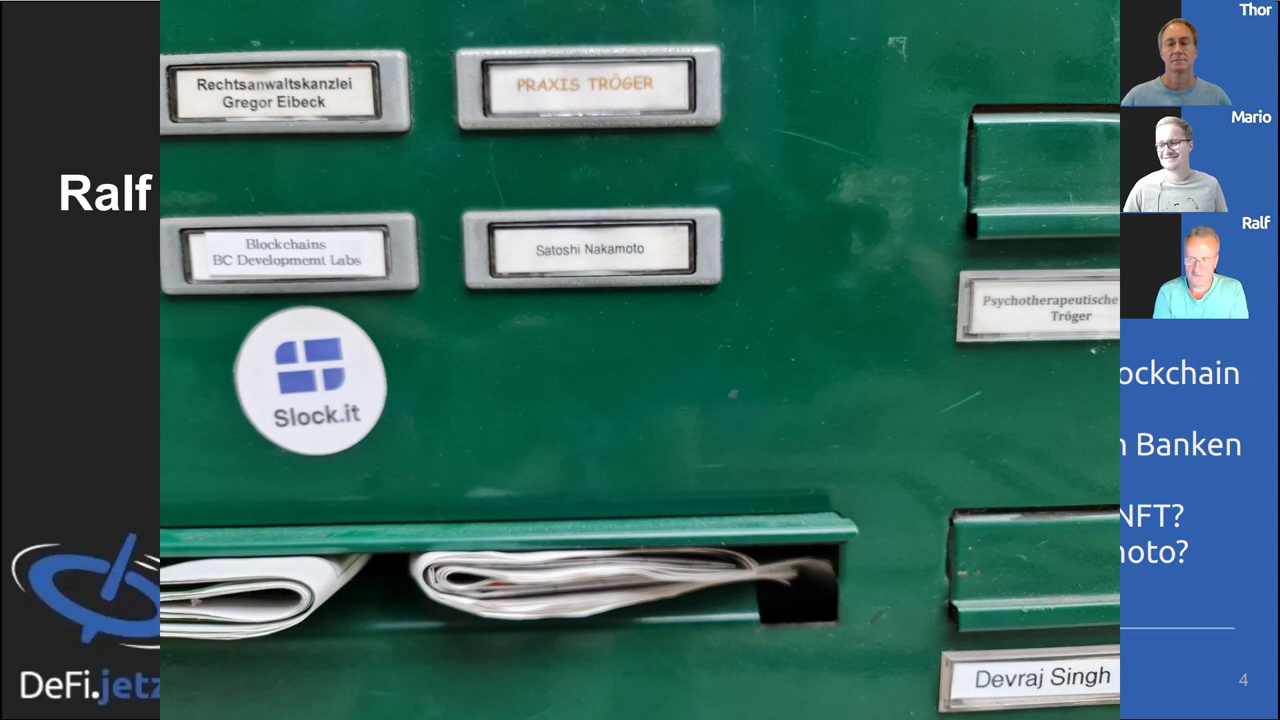 Ralf
Rechtsanwaltskanzlei
Gregor Eibeck
PRAXIS TRÖGER
Blockchains
BC Developmemt Labs
Satoshi Nakamoto
Slock.it
Psychotherapeutische
Tröger
Devraj Singh
DeFi.jetz
Thor
Mario
Ralf
ockchain
n Banken
NFT?
noto?
4